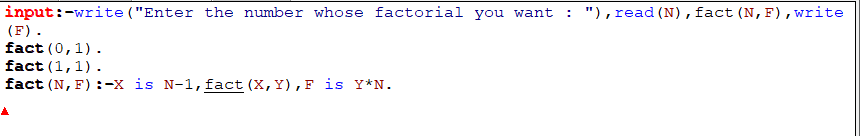 input:-write("Enter the number whose factorial you want : "),read(N),fact(N,F),write
(F).
fact(0,1).
fact(1,1).
fact(N,F):-X is N-1,fact(X,Y),F is Y*N.